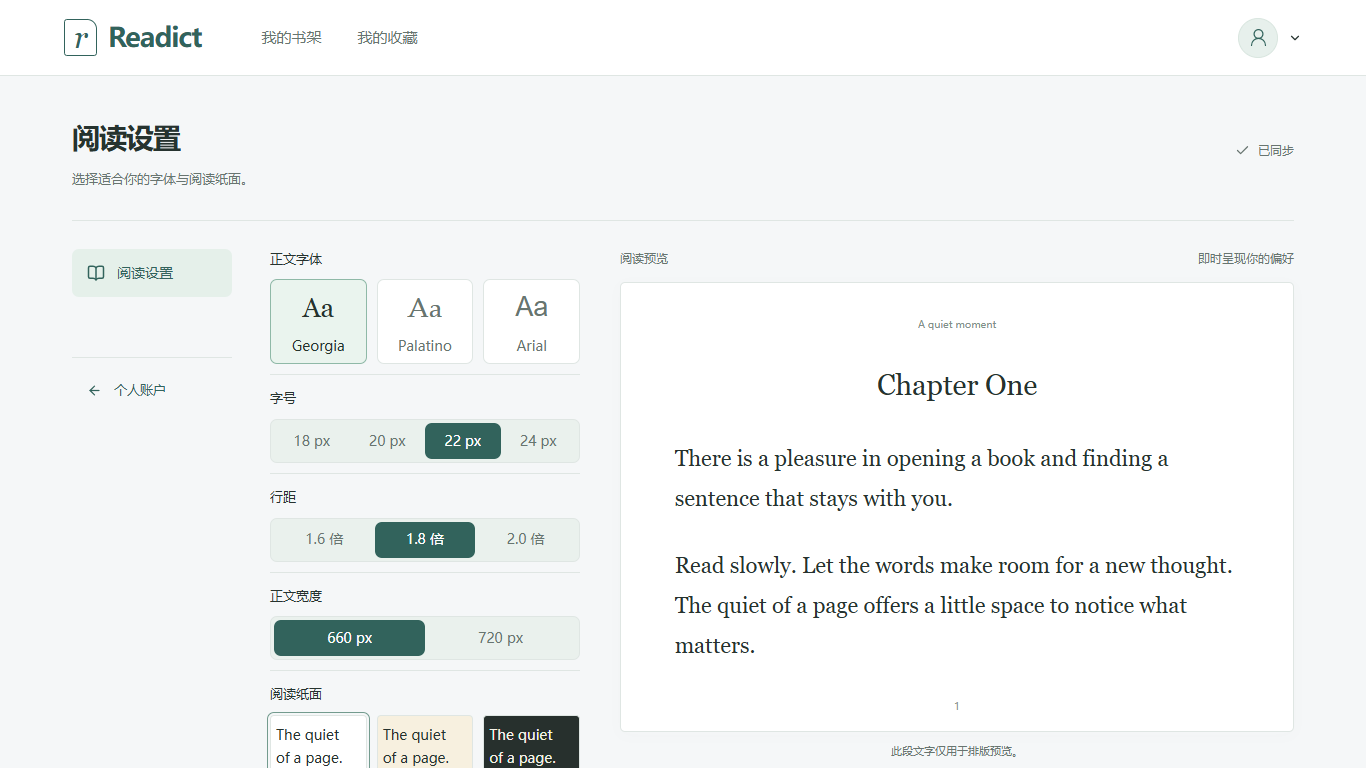 r Readict
我的书架
我的收藏
阅读设置
选择适合你的字体与阅读纸面。
已同步
阅读设置
个人账户
正文字体
Aa
Georgia
Aa
Palatino
Aa
Arial
字号
18 px
20 px
22 px
24 px
行距
1.6 倍
1.8 倍
2.0 倍
正文宽度
660 px
720 px
阅读纸面
The quiet
of a page.
The quiet
of a page.
The quiet
of a page.
阅读预览
即时呈现你的偏好
A quiet moment
Chapter One
There is a pleasure in opening a book and finding a
sentence that stays with you.
Read slowly. Let the words make room for a new thought.
The quiet of a page offers a little space to notice what
matters.
1
此段文字仅用于排版预览。